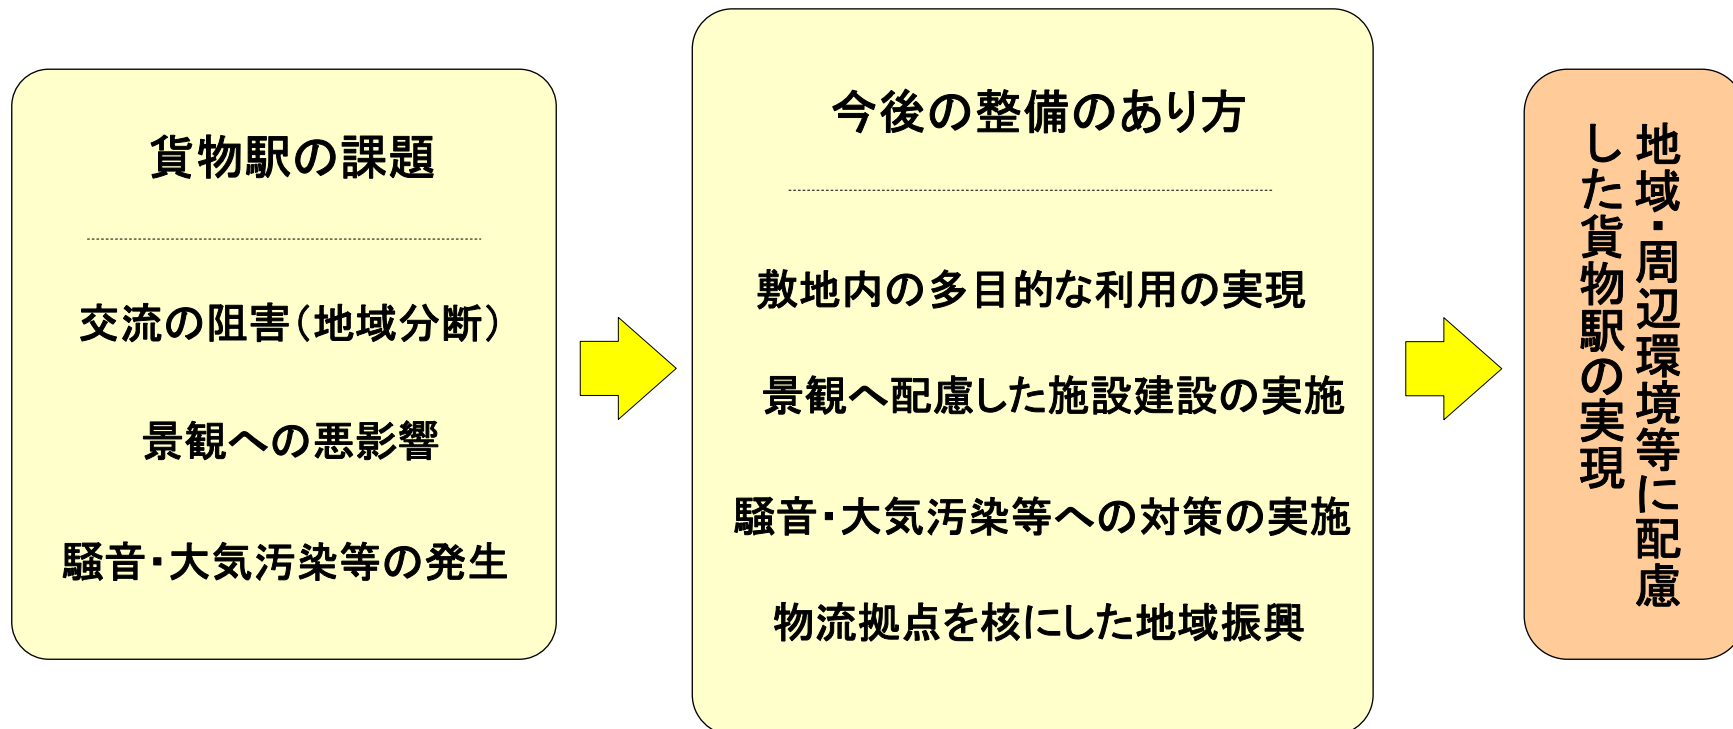 貨物駅の課題
交流の阻害(地域分断)
景観への悪影響
騒音・大気汚染等の発生
今後の整備のあり方
敷地内の多目的な利用の実現
景観へ配慮した施設建設の実施
騒音・大気汚染等への対策の実施
物流拠点を核にした地域振興
地域・周辺環境等に配慮
した貨物駅の実現